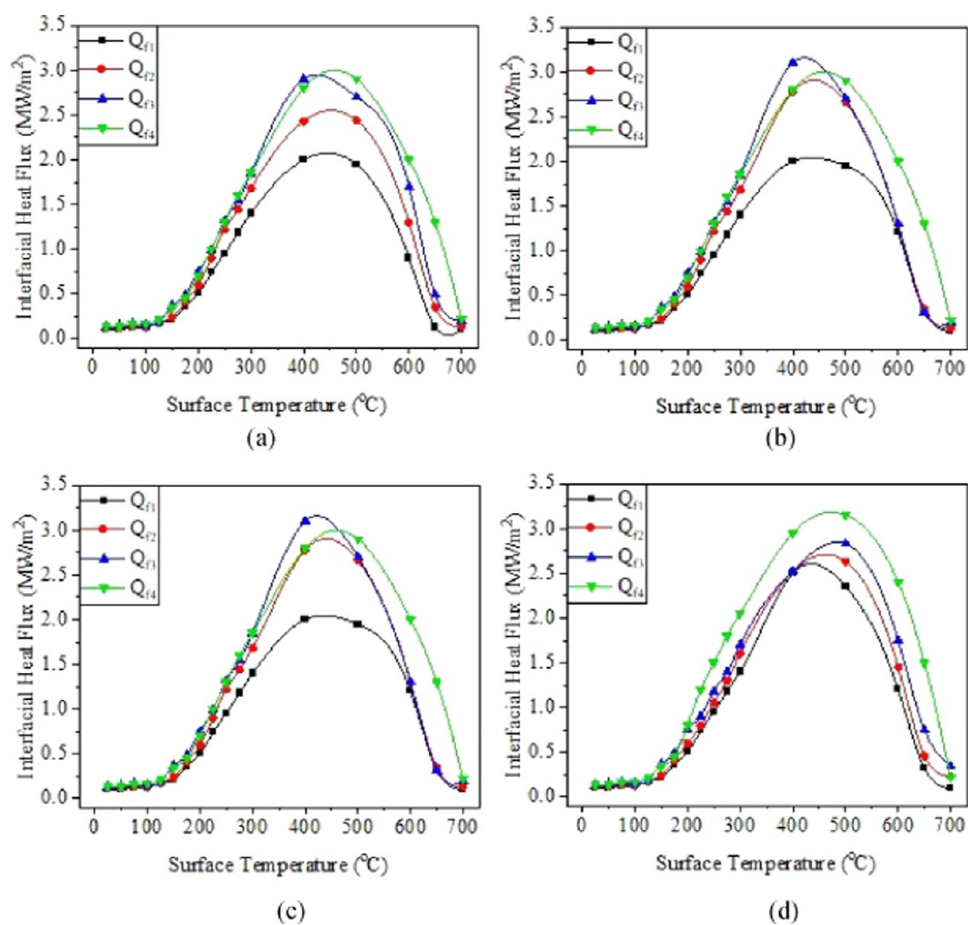 3.5
3.0
2.5
2.0
1.5
1.0
0.5
0.0
Interfacial Heat Flux (MW/m²)
Qf1
Qf2
Qf3
Qf4
0 100 200 300 400 500 600 700
Surface Temperature (°C)
(a)
3.5
3.0
2.5
2.0
1.5
1.0
0.5
0.0
Interfacial Heat Flux (MW/m²)
Qf1
Qf2
Qf3
Qf4
0 100 200 300 400 500 600 700
Surface Temperature (°C)
(b)
3.5
3.0
2.5
2.0
1.5
1.0
0.5
0.0
Interfacial Heat Flux (MW/m²)
Qf1
Qf2
Qf3
Qf4
0 100 200 300 400 500 600 700
Surface Temperature (°C)
(c)
3.5
3.0
2.5
2.0
1.5
1.0
0.5
0.0
Interfacial Heat Flux (MW/m²)
Qf1
Qf2
Qf3
Qf4
0 100 200 300 400 500 600 700
Surface Temperature (°C)
(d)